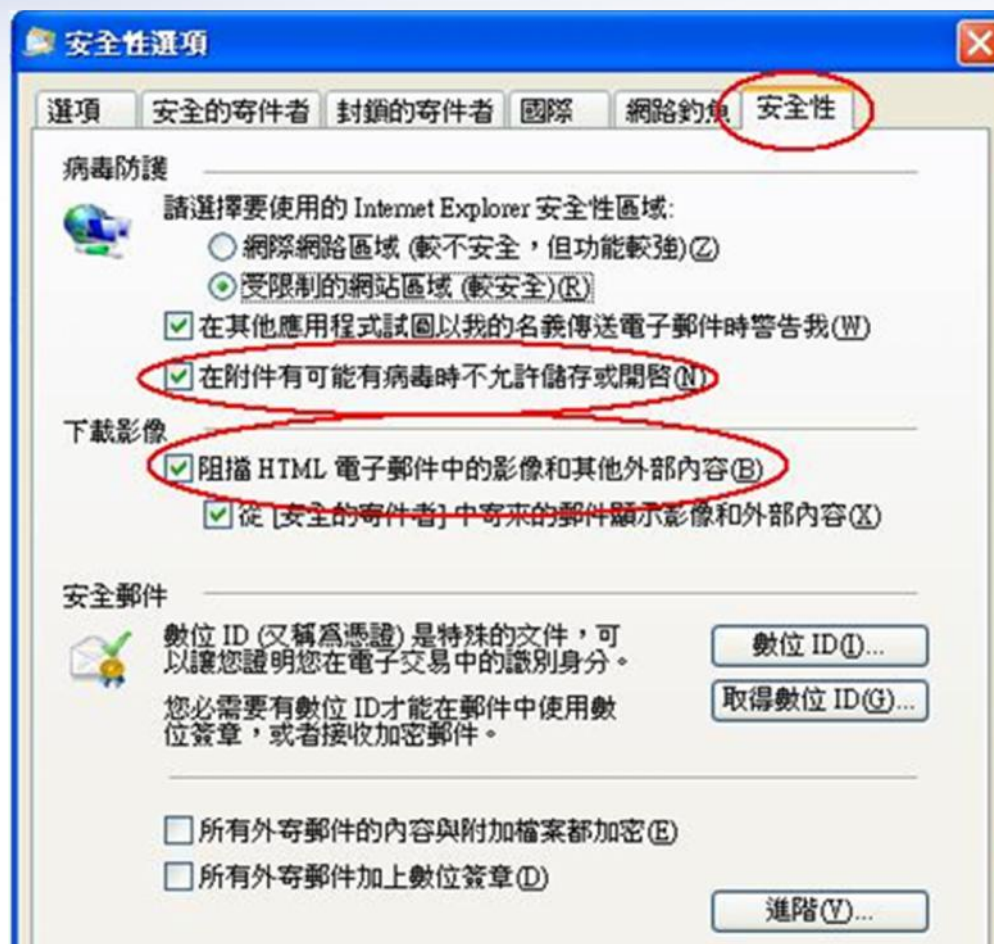 安全性選項
選項 安全的寄件者 封鎖的寄件者 國際 網路釣魚 安全性
病毒防護
請選擇要使用的 Internet Explorer 安全性區域:
網際網路區域 (較不安全，但功能較強)(Z)
受限制的網站區域 (較安全)(R)
在其他應用程式試圖以我的名義傳送電子郵件時警告我(W)
在附件有可能有病毒時不允許儲存或開啟(N)
下載影像
阻擋 HTML 電子郵件中的影像和其他外部內容(B)
從 [安全的寄件者] 中寄來的郵件顯示影像和外部內容(X)
安全郵件
數位 ID (又稱為憑證) 是特殊的文件，可
以讓您證明您在電子交易中的識別身分。
數位 ID(I)...
您必需要有數位 ID才能在郵件中使用數
位簽章，或者接收加密郵件。
取得數位 ID(G)...
所有外寄郵件的內容與附加檔案都加密(E)
所有外寄郵件加上數位簽章(D)
進階(V)...